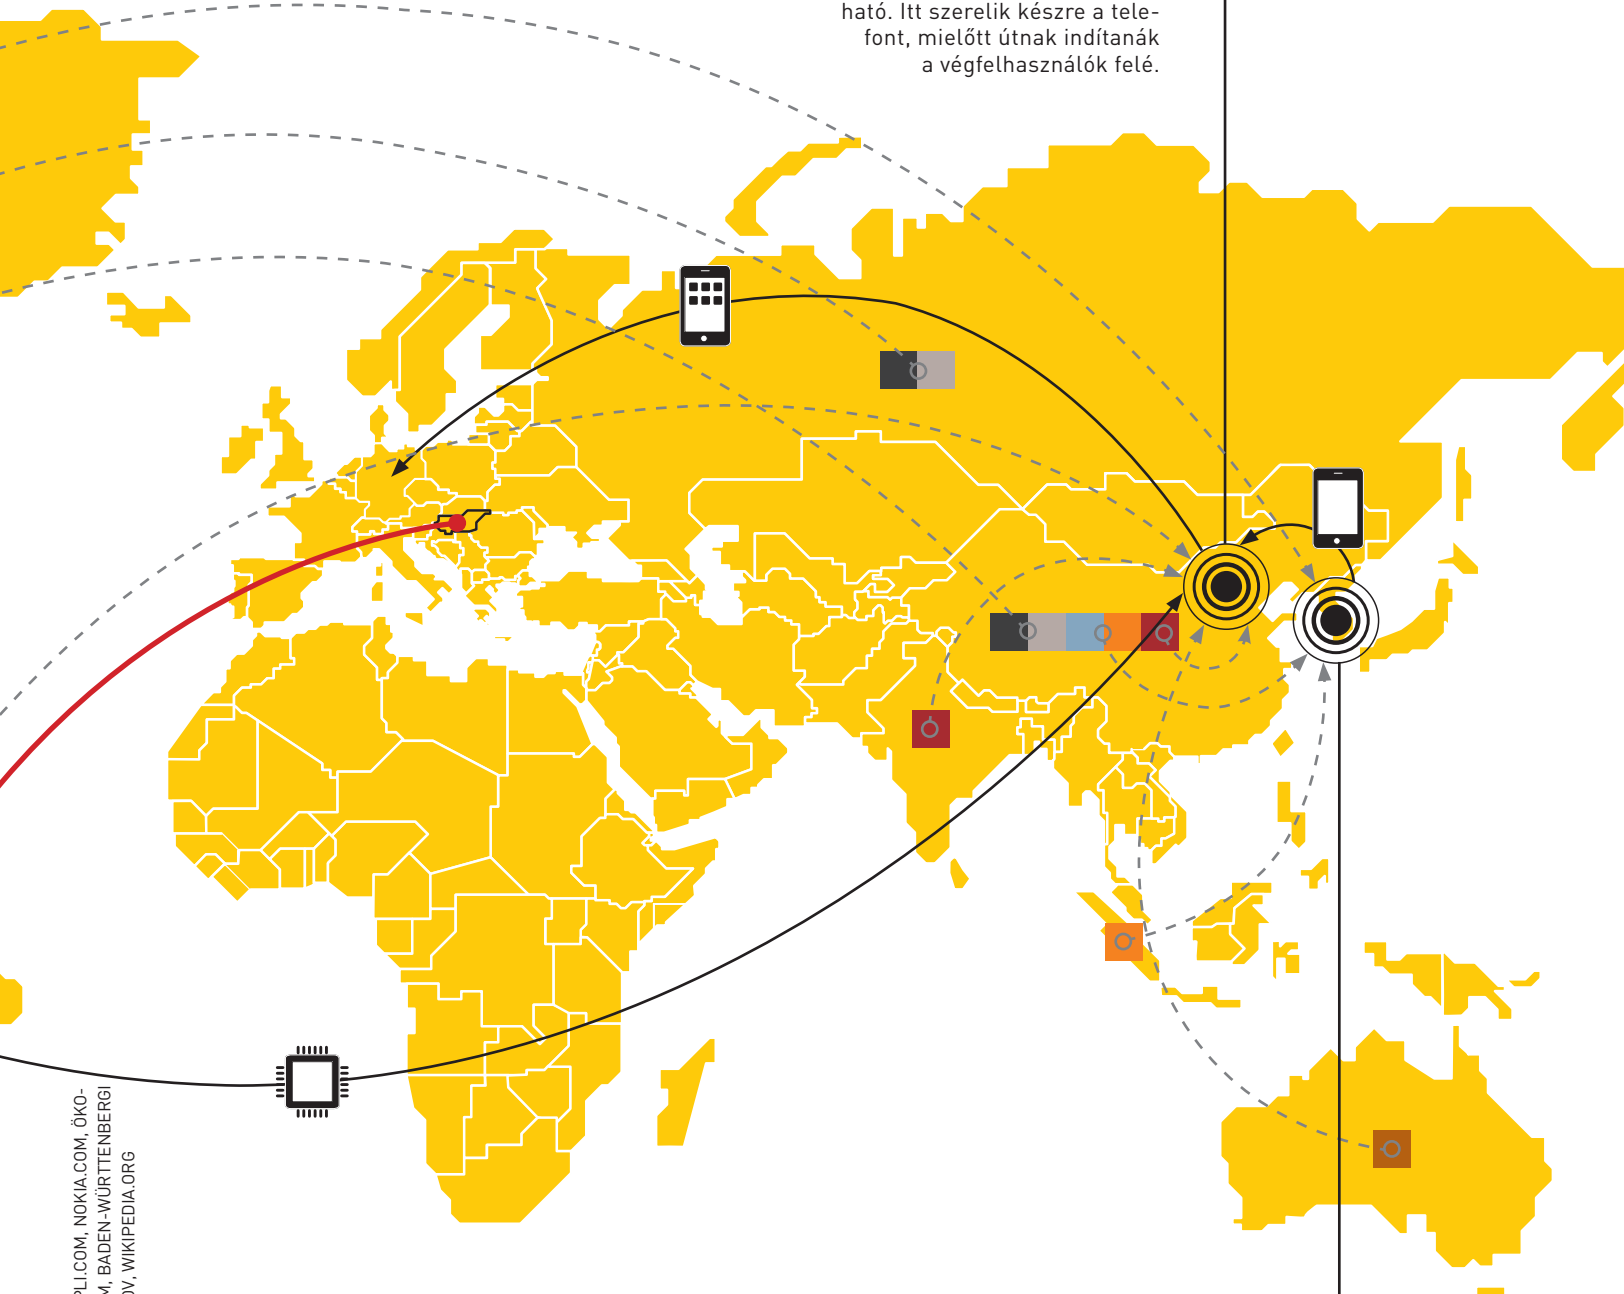 ható. Itt szerelik készre a tele-
font, mielőtt útnak indítanák
a végfelhasználók felé.
PLI.COM, NOKIA.COM, ÖKO-
M, BADEN-WÜRTTENBERGI
OV, WIKIPEDIA.ORG